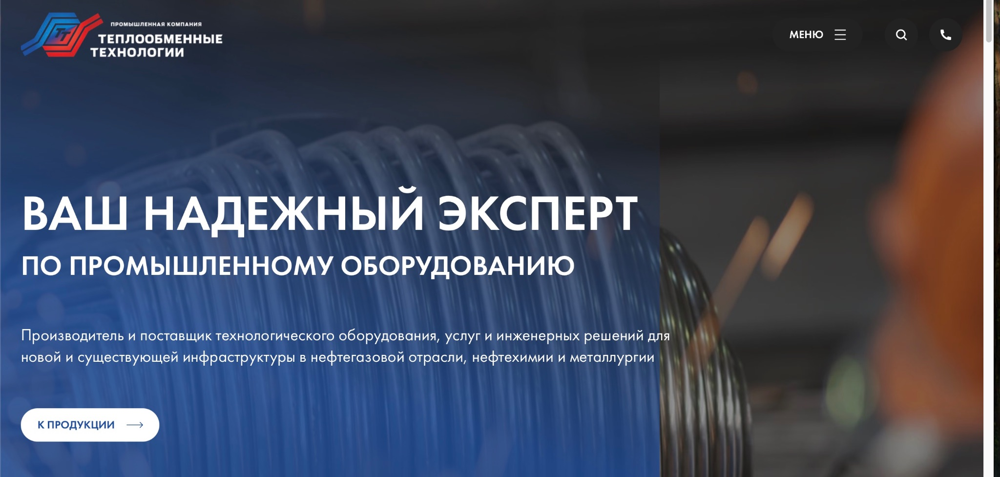 ПРОМЫШЛЕННАЯ КОМПАНИЯ
ТЕПЛООБМЕННЫЕ
ТЕХНОЛОГИИ
ТТ
МЕНЮ
ВАШ НАДЕЖНЫЙ ЭКСПЕРТ
ПО ПРОМЫШЛЕННОМУ ОБОРУДОВАНИЮ
Производитель и поставщик технологического оборудования, услуг и инженерных решений для
новой и существующей инфраструктуры в нефтегазовой отрасли, нефтехимии и металлургии
К ПРОДУКЦИИ